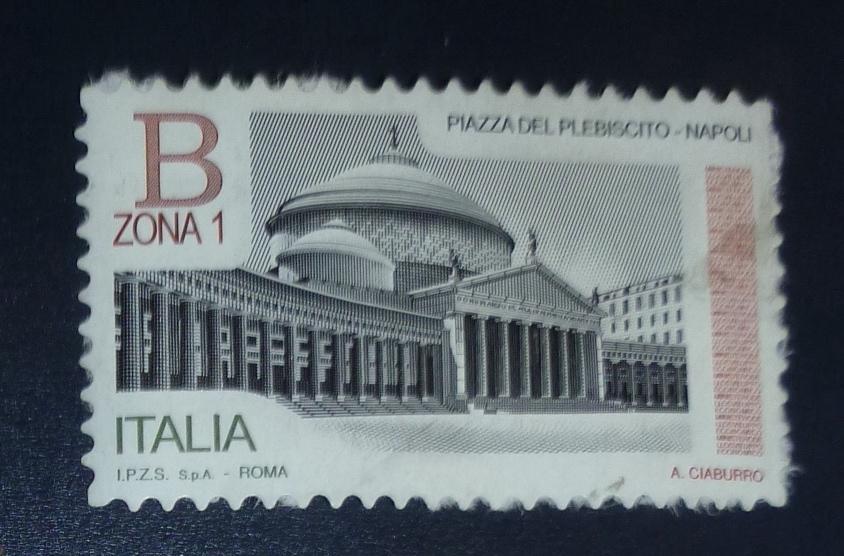 B
ZONA 1
PIAZZA DEL PLEBISCITO - NAPOLI
ITALIA
I.P.Z.S. S.p.A. - ROMA
A. CIABURRO